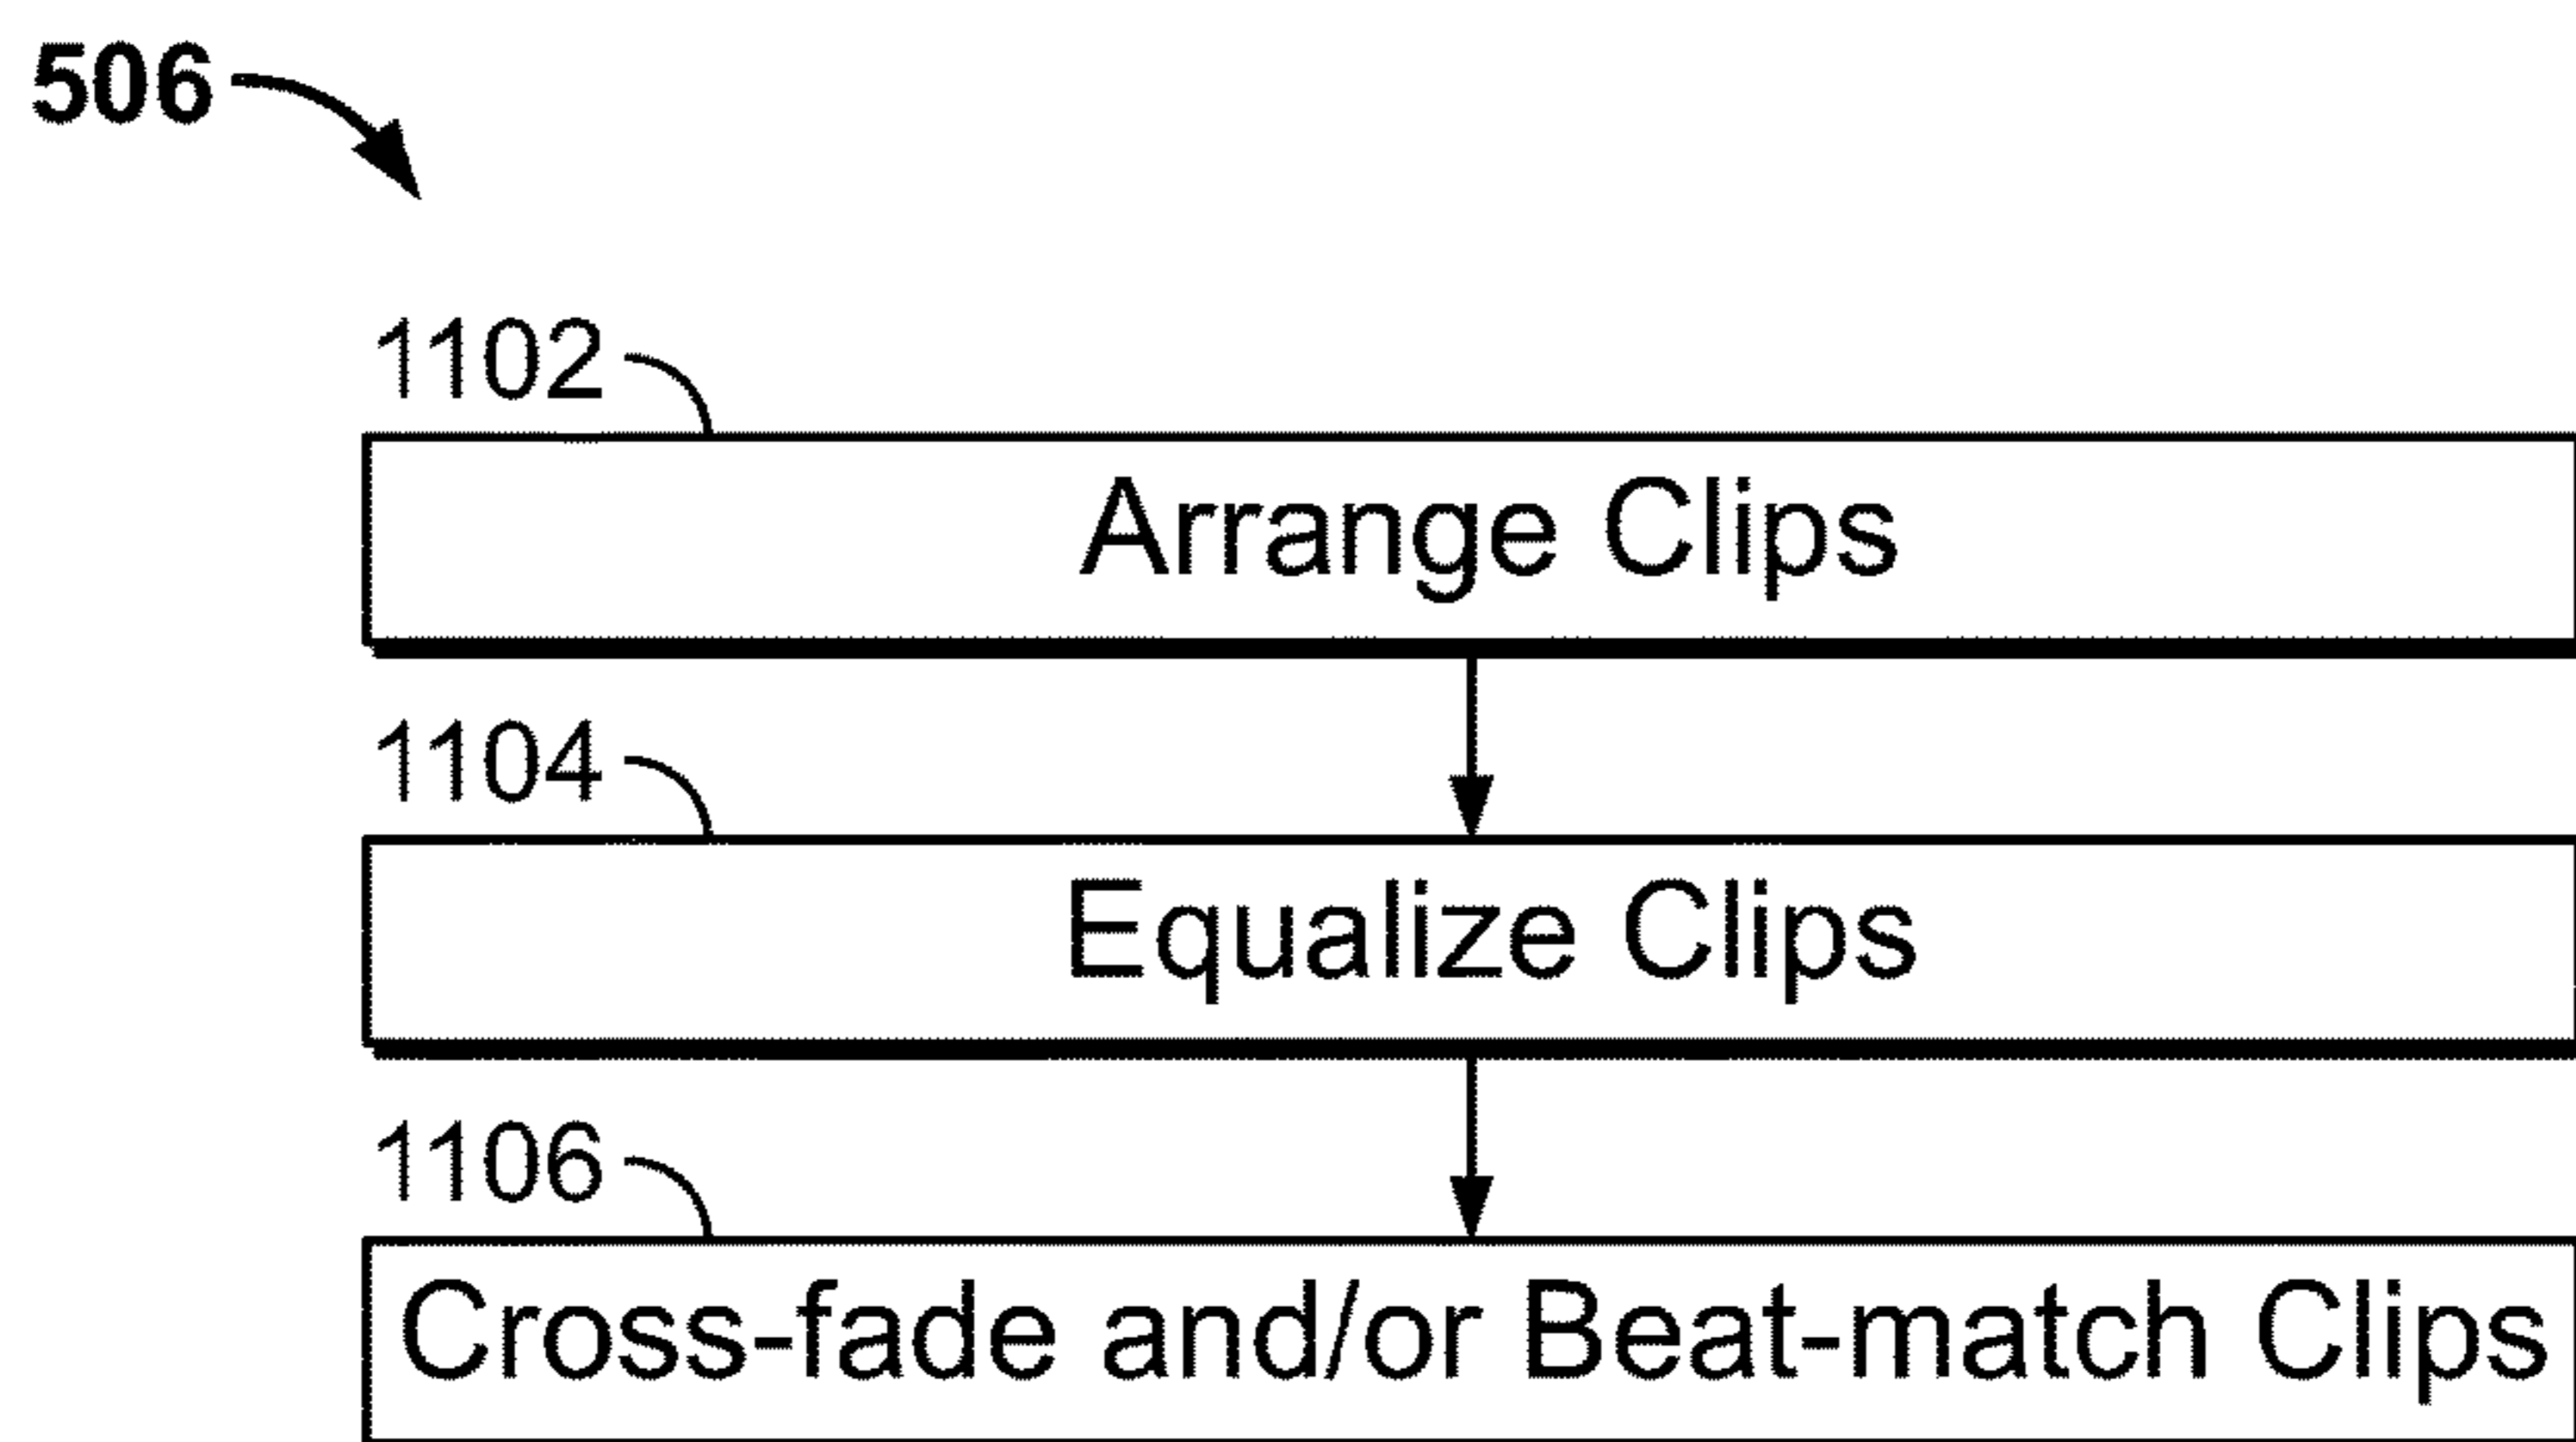 506
1102
Arrange Clips
1104
Equalize Clips
1106
Cross-fade and/or Beat-match Clips